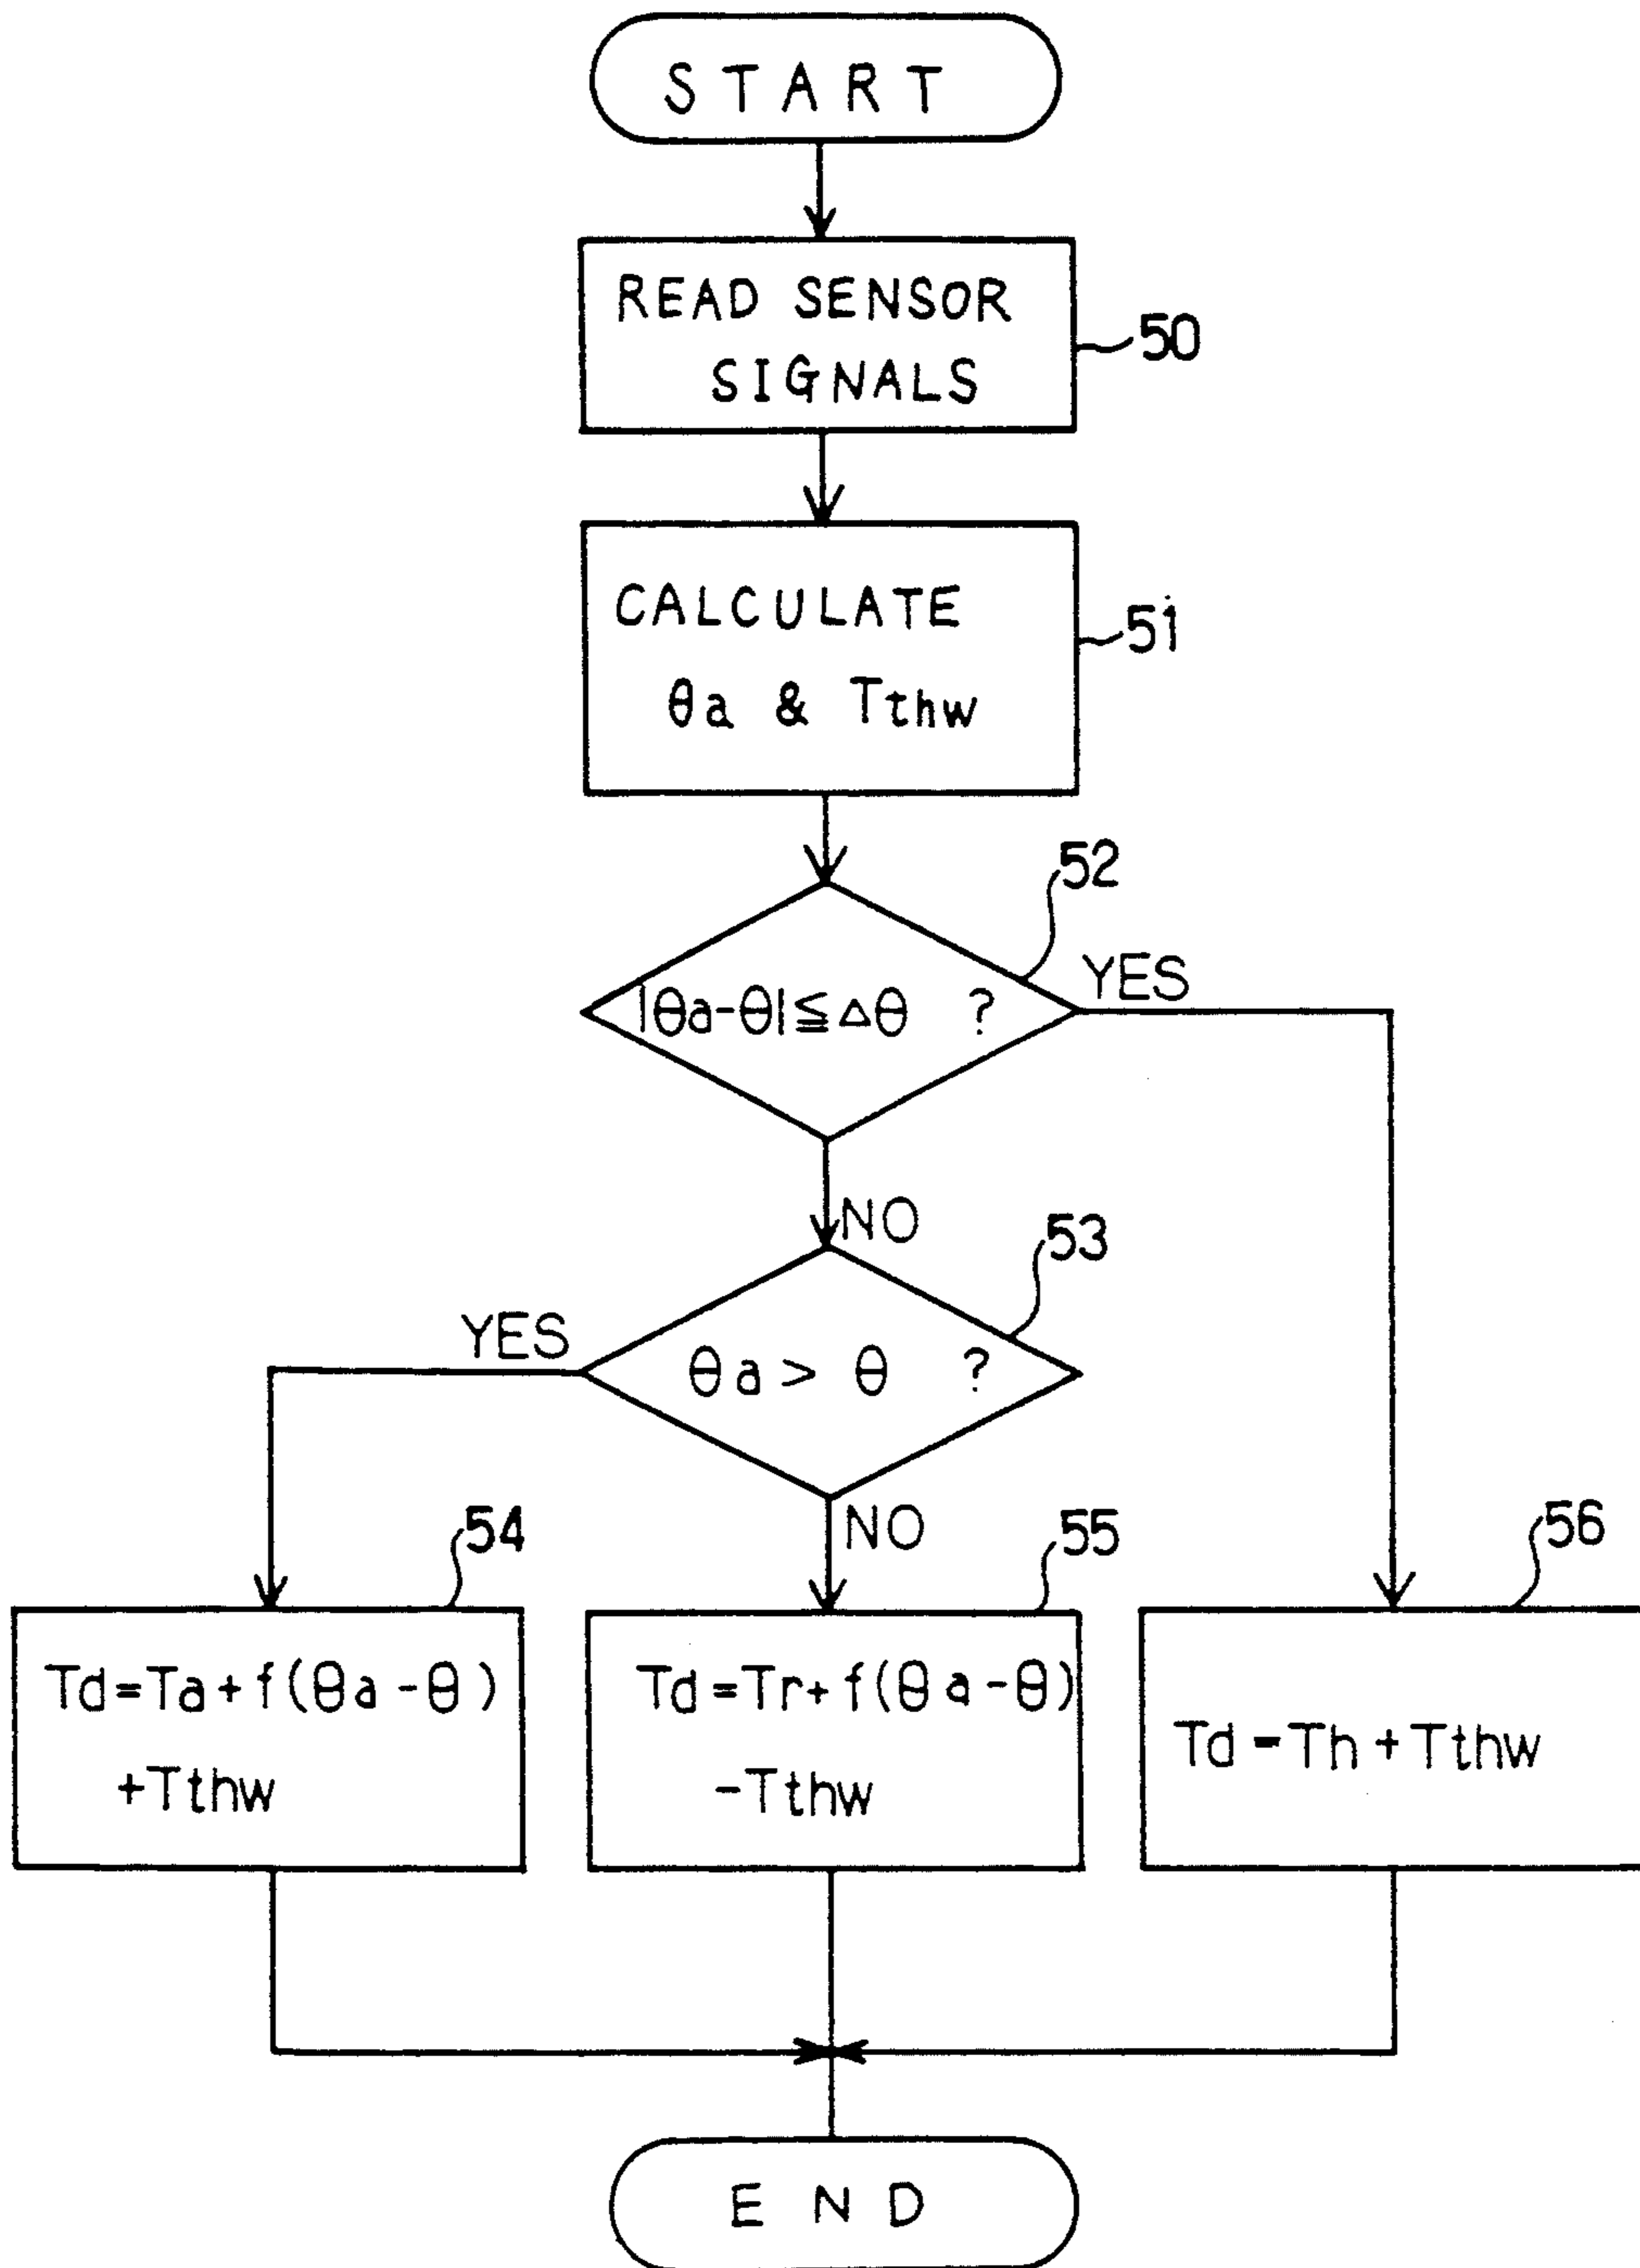 START
READ SENSOR
SIGNALS
50
CALCULATE
θa & Tthw
51
52
|θa-θ|≦△θ ?
YES
NO
53
YES
θa > θ ?
NO
54
55
56
Td=Ta+f(θa-θ)
+Tthw
Td=Tr+f(θa-θ)
-Tthw
Td=Th+Tthw
END